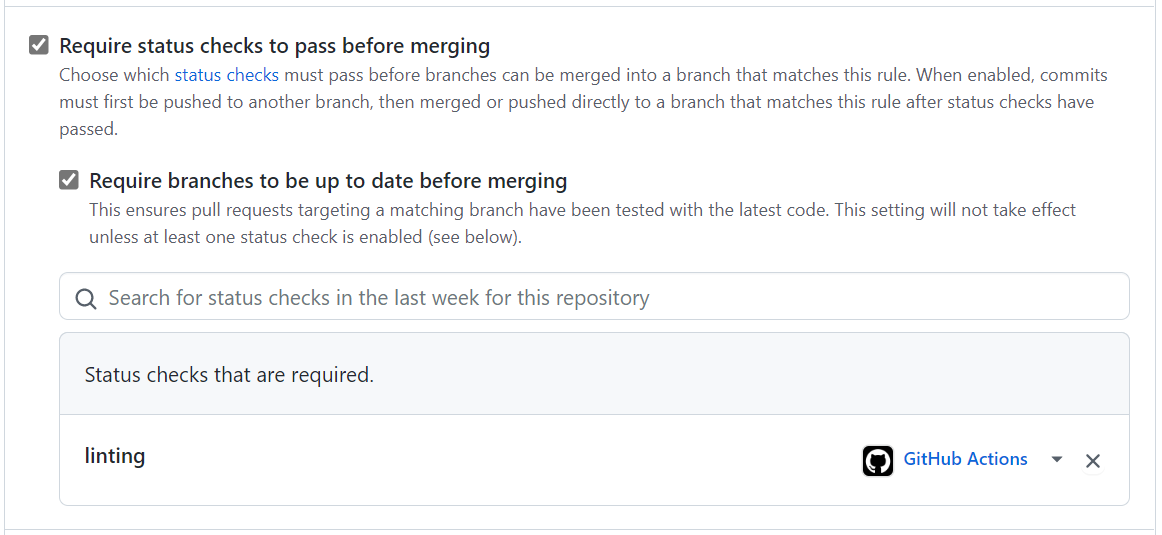 Require status checks to pass before merging
Choose which status checks must pass before branches can be merged into a branch that matches this rule. When enabled, commits
must first be pushed to another branch, then merged or pushed directly to a branch that matches this rule after status checks have
passed.
Require branches to be up to date before merging
This ensures pull requests targeting a matching branch have been tested with the latest code. This setting will not take effect
unless at least one status check is enabled (see below).
Search for status checks in the last week for this repository
Status checks that are required.
linting GitHub Actions